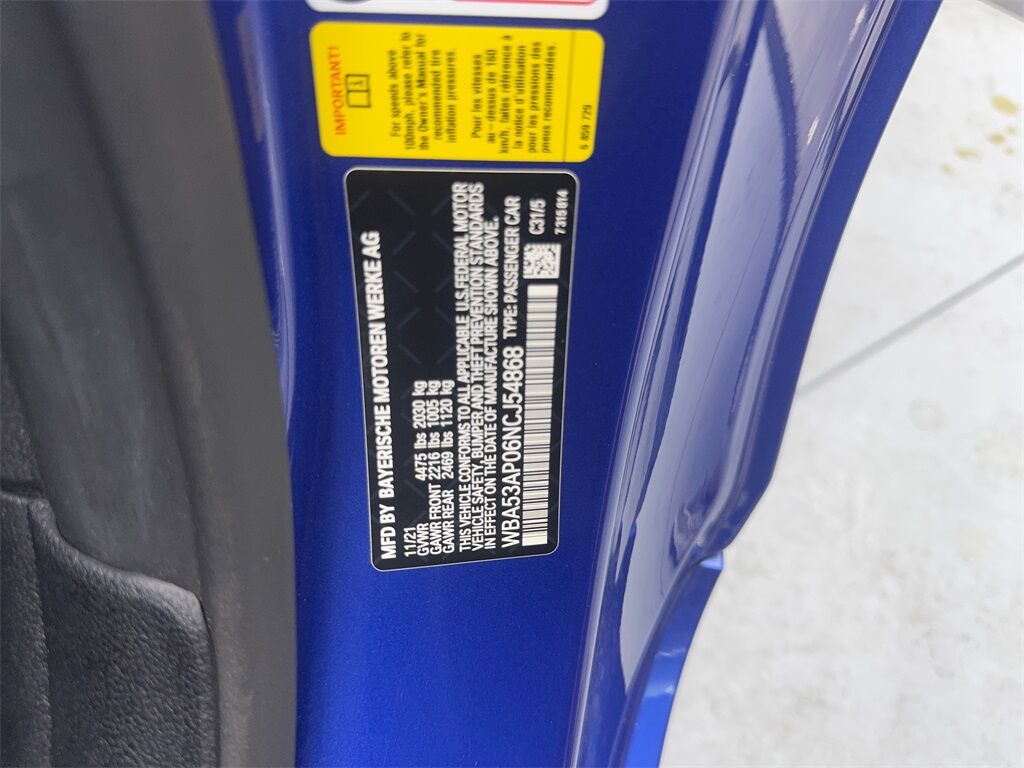 IMPORTANT!
For speeds above
100mph, please refer to
the Owner's Manual for
recommended tire
inflation pressures.
Pour les vitesses
au - dessus de 160
km/h, faites référence à
la notice d'utilisation
pour les pressions des
pneus recommandées.
5 A59 729
MFD BY BAYERISCHE MOTOREN WERKE AG
11/21
GVWR 4475 lbs 2030 kg
GAWR FRONT 2216 lbs 1005 kg
GAWR REAR 2469 lbs 1120 kg
THIS VEHICLE CONFORMS TO ALL APPLICABLE U.S. FEDERAL MOTOR
VEHICLE SAFETY, BUMPER AND THEFT PREVENTION STANDARDS
IN EFFECT ON THE DATE OF MANUFACTURE SHOWN ABOVE.
WBA53AP06NCJ54868 TYPE: PASSENGER CAR
C31/5
7 315 614